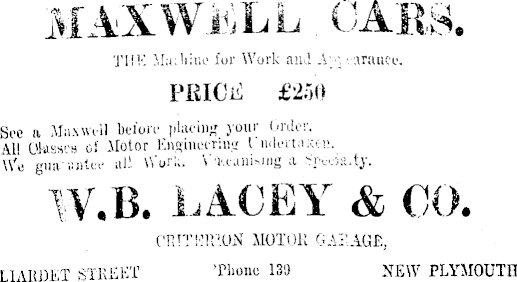 MAXWELL CARS.
THE Machine for Work and Appearance.
PRICE £250
See a Maxwell before placing your Order.
All Classes of Motor Engineering Undertaken.
We guarantee all Work. Vulcanising a Specialty.
W.B. LACEY & CO.
CRITERION MOTOR GARAGE,
LIARDET STREET 'Phone 139 NEW PLYMOUTH